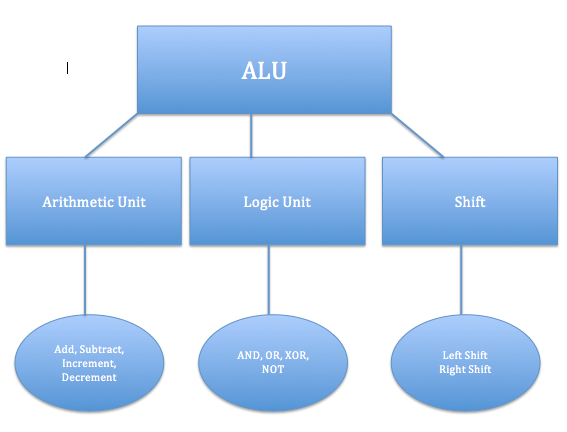 ALU
Arithmetic Unit
Logic Unit
Shift
Add, Subtract,
Increment,
Decrement
AND, OR, XOR,
NOT
Left Shift
Right Shift